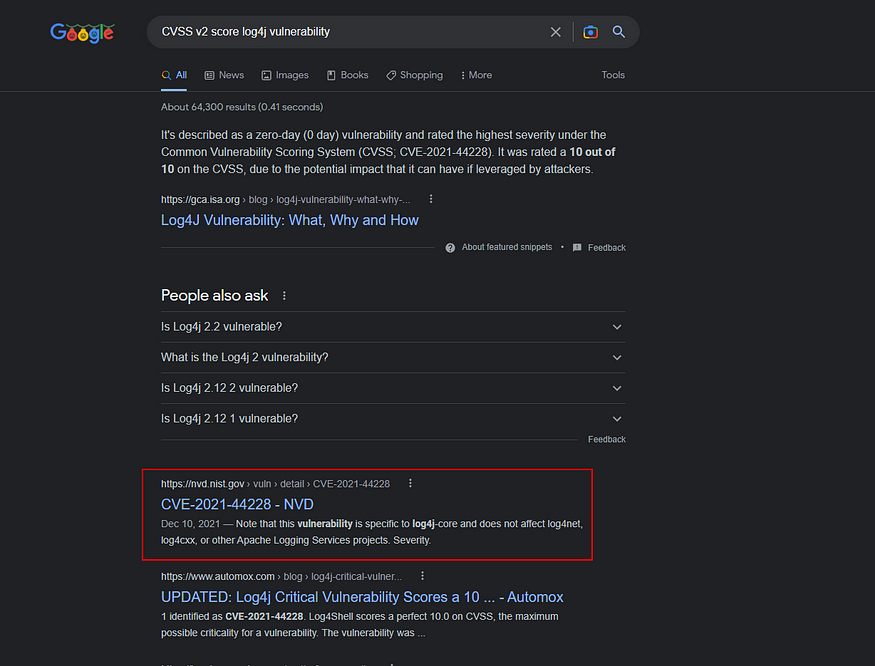 Google
CVSS v2 score log4j vulnerability
All News Images Books Shopping More Tools
About 64,300 results (0.41 seconds)
It's described as a zero-day (0 day) vulnerability and rated the highest severity under the
Common Vulnerability Scoring System (CVSS; CVE-2021-44228). It was rated a 10 out of
10 on the CVSS, due to the potential impact that it can have if leveraged by attackers.
https://gca.isa.org › blog › log4j-vulnerability-what-why-...
Log4J Vulnerability: What, Why and How
About featured snippets • Feedback
People also ask
Is Log4j 2.2 vulnerable?
What is the Log4j 2 vulnerability?
Is Log4j 2.12 2 vulnerable?
Is Log4j 2.12 1 vulnerable?
Feedback
https://nvd.nist.gov › vuln › detail › CVE-2021-44228
CVE-2021-44228 - NVD
Dec 10, 2021 — Note that this vulnerability is specific to log4j-core and does not affect log4net,
log4cxx, or other Apache Logging Services projects. Severity.
https://www.automox.com › blog › log4j-critical-vulner...
UPDATED: Log4j Critical Vulnerability Scores a 10 ... - Automox
1 identified as CVE-2021-44228. Log4Shell scores a perfect 10.0 on CVSS, the maximum
possible criticality for a vulnerability. The vulnerability was ...